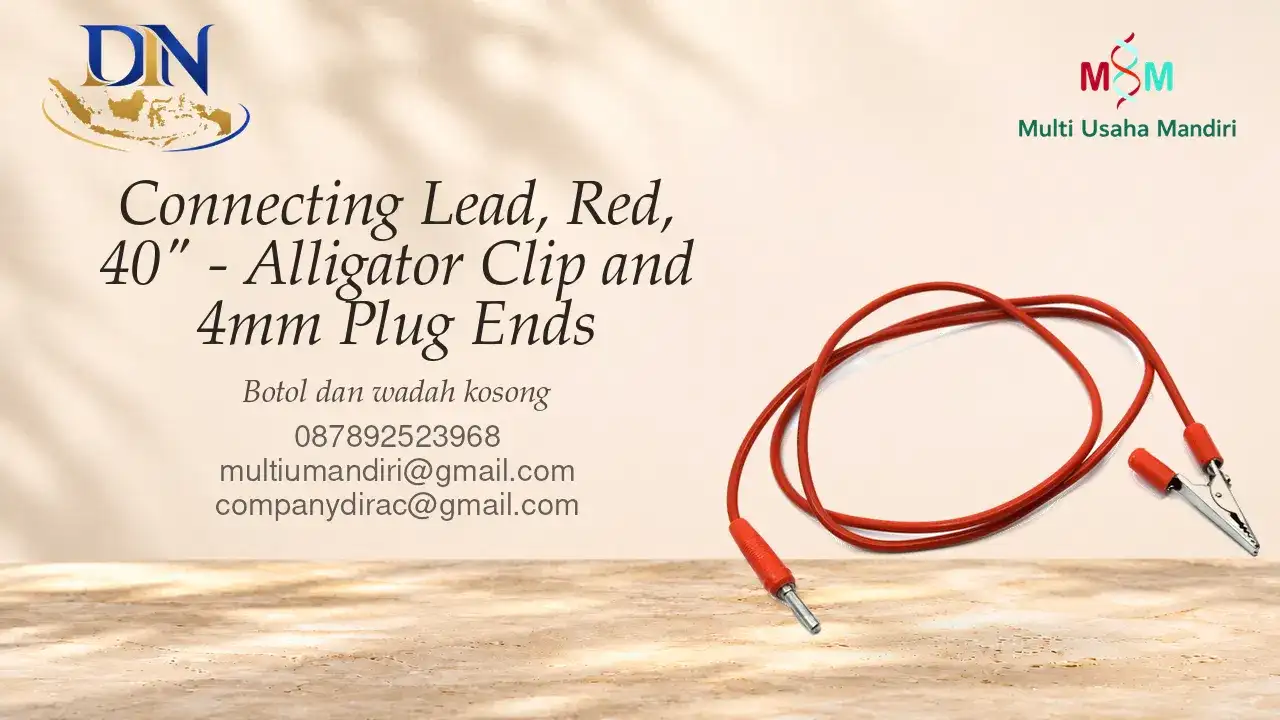 DIN
M M
Multi Usaha Mandiri
Connecting Lead, Red,
40" - Alligator Clip and
4mm Plug Ends
Botol dan wadah kosong
087892523968
multiumandiri@gmail.com
companydirac@gmail.com